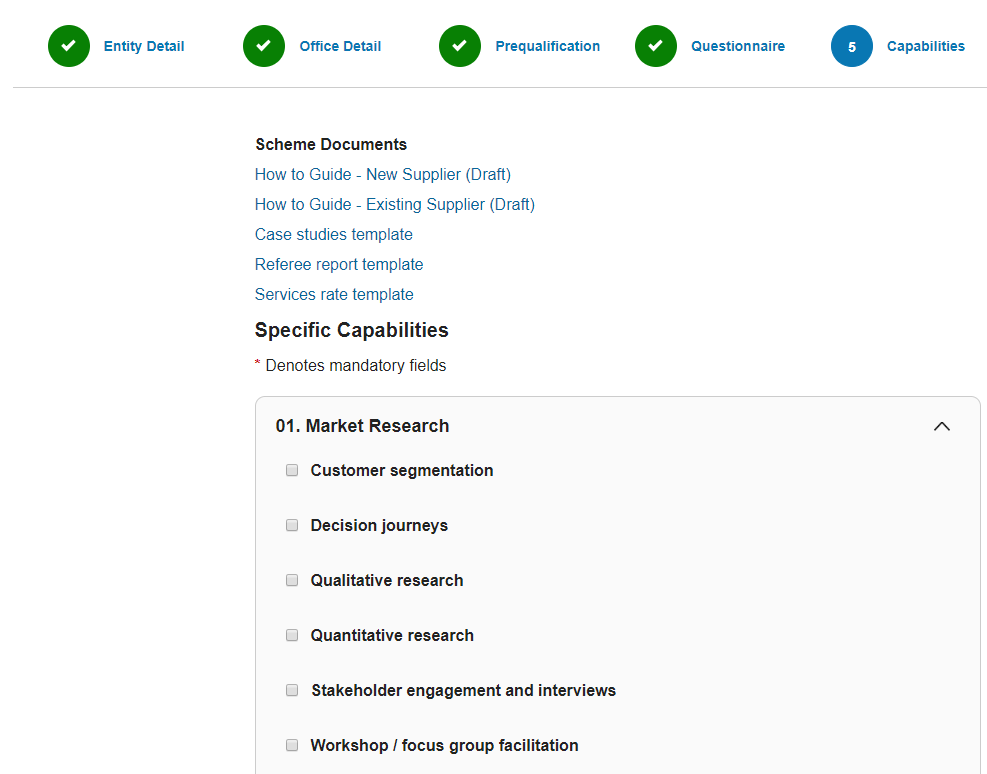 Entity Detail
Office Detail
Prequalification
Questionnaire
5
Capabilities
Scheme Documents
How to Guide - New Supplier (Draft)
How to Guide - Existing Supplier (Draft)
Case studies template
Referee report template
Services rate template
Specific Capabilities
* Denotes mandatory fields
01. Market Research
Customer segmentation
Decision journeys
Qualitative research
Quantitative research
Stakeholder engagement and interviews
Workshop / focus group facilitation